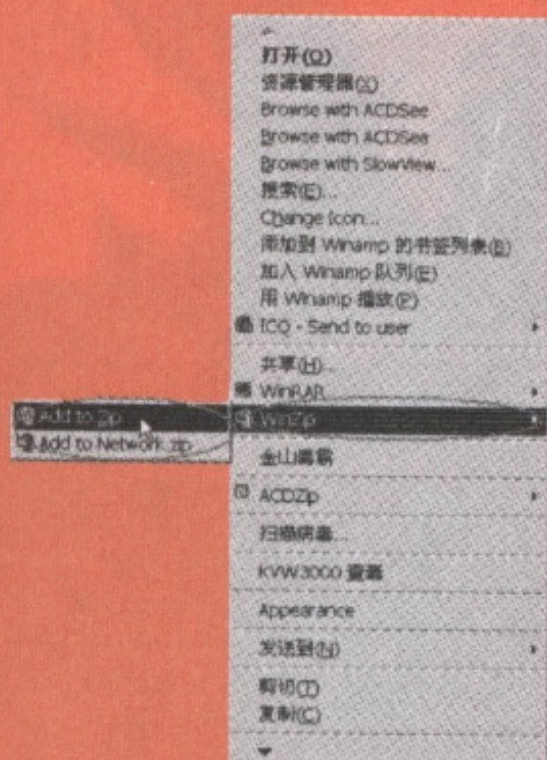 打开(O)
资源管理器(X)
Browse with ACDSee
Browse with ACDSee
Browse with SlowView...
搜索(E)...
Change Icon...
添加到 Winamp 的书签列表(B)
加入 Winamp 队列(E)
用 Winamp 播放(P)
ICQ - Send to user
共享(H)...
WinRAR
WinZip
Add to Zip
Add to Network.zip
金山毒霸
ACDZip
扫描病毒...
KVW3000 查毒
Appearance
发送到(N)
剪切(T)
复制(C)